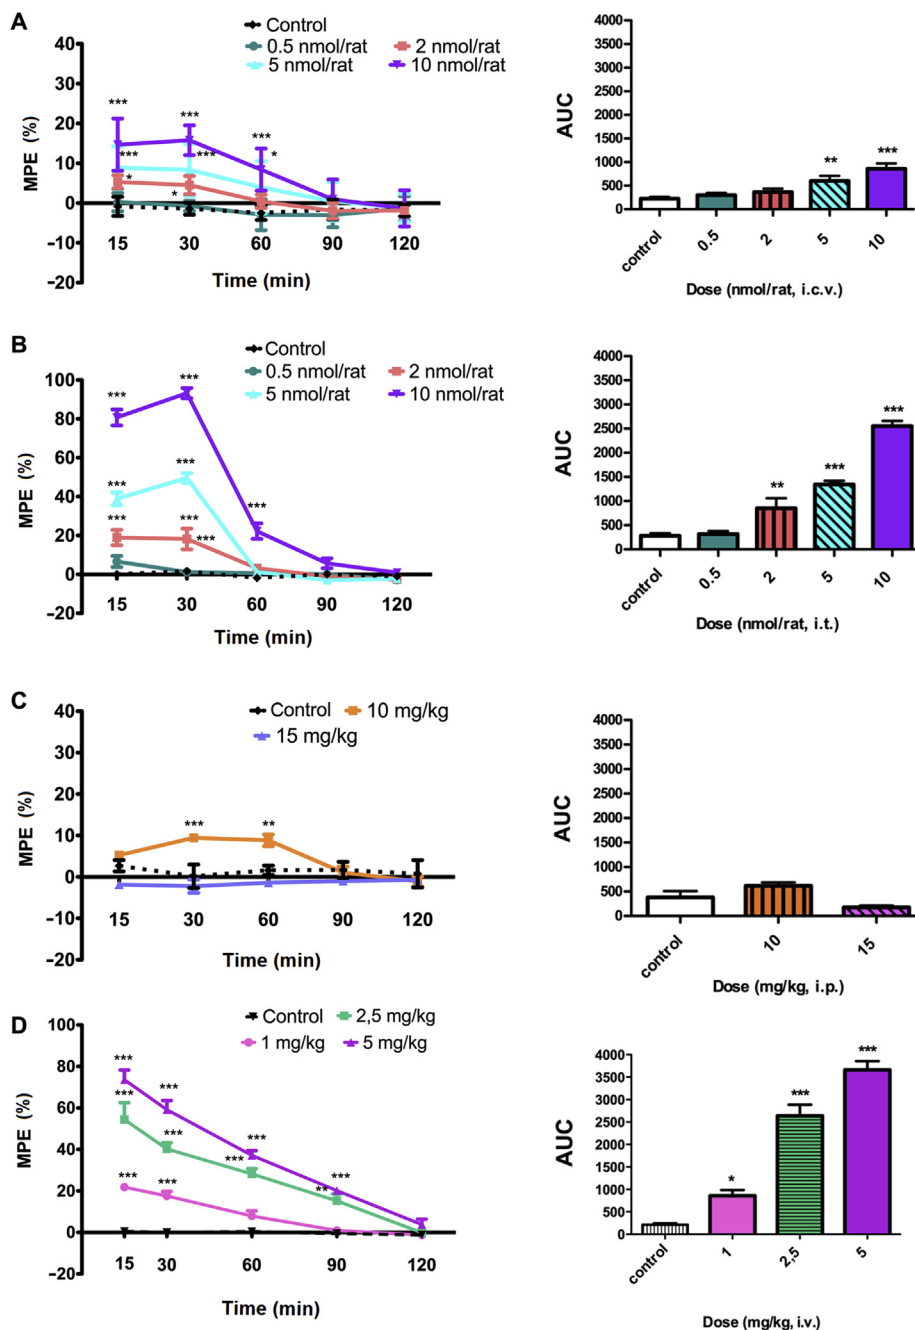 A
Control
0.5 nmol/rat 2 nmol/rat
5 nmol/rat 10 nmol/rat
MPE (%)
40
30
20
10
0
-10
-20
*** *** ***
*** *** *
* *
15 30 60 90 120
Time (min)
AUC
4000
3500
3000
2500
2000
1500
1000
500
0
** ***
control 0.5 2 5 10
Dose (nmol/rat, i.c.v.)
B
Control
0.5 nmol/rat 2 nmol/rat
5 nmol/rat 10 nmol/rat
MPE (%)
100
80
60
40
20
0
-20
*** *** ***
*** ***
*** *** ***
15 30 60 90 120
Time (min)
AUC
4000
3500
3000
2500
2000
1500
1000
500
0
** *** ***
control 0.5 2 5 10
Dose (nmol/rat, i.t.)
C
Control 10 mg/kg
15 mg/kg
MPE (%)
40
30
20
10
0
-10
-20
*** **
15 30 60 90 120
Time (min)
AUC
4000
3500
3000
2500
2000
1500
1000
500
0
control 10 15
Dose (mg/kg, i.p.)
D
Control 2,5 mg/kg
1 mg/kg 5 mg/kg
MPE (%)
100
80
60
40
20
0
-20
*** *** *** ***
*** *** *** **
*** ***
15 30 60 90 120
Time (min)
AUC
4000
3500
3000
2500
2000
1500
1000
500
0
* *** ***
control 1 2,5 5
Dose (mg/kg, i.v.)